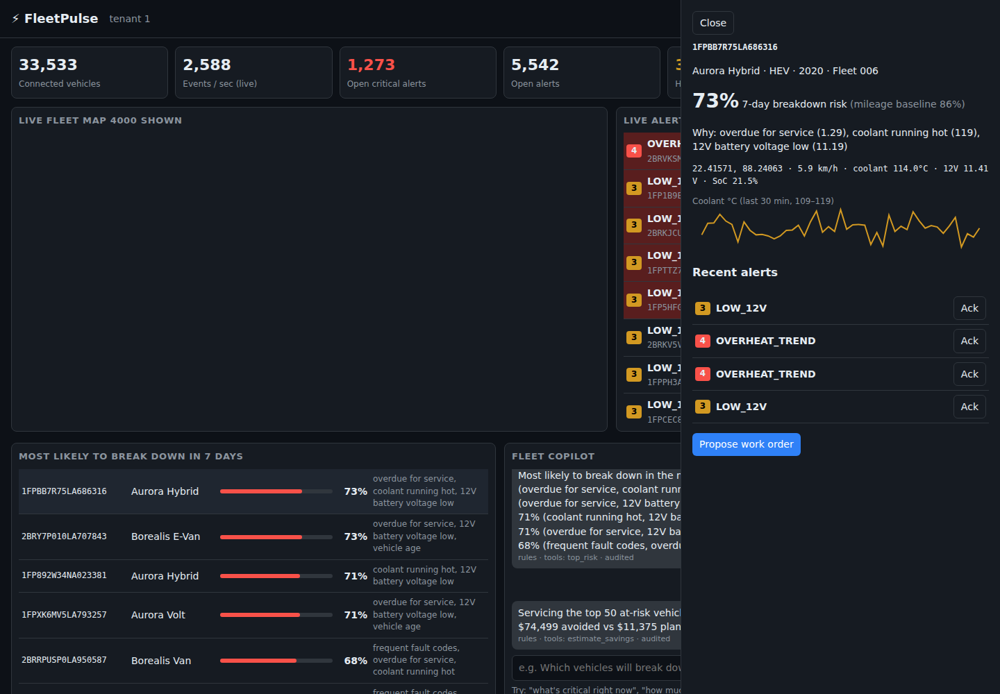 ⚡ FleetPulse tenant 1
33,533
Connected vehicles
2,588
Events / sec (live)
1,273
Open critical alerts
5,542
Open alerts
LIVE FLEET MAP 4000 SHOWN
LIVE ALERT
4
OVERH
2BRVKSM
3
LOW_1
1FP1B9E
3
LOW_1
2BRKJCU
3
LOW_1
1FPTTZ7
3
LOW_1
1FP5HFG
3
LOW_1
2BRKV5V
3
LOW_1
1FPPH3A
3
LOW_1
1FPCEC8
MOST LIKELY TO BREAK DOWN IN 7 DAYS
1FPBB7R75LA686316 Aurora Hybrid 73% overdue for service,
coolant running hot, 12V
battery voltage low
2BRY7P010LA707843 Borealis E-Van 73% overdue for service, 12V
battery voltage low,
vehicle age
1FP892W34NA023381 Aurora Hybrid 71% coolant running hot, 12V
battery voltage low
1FPXK6MV5LA793257 Aurora Volt 71% overdue for service, 12V
battery voltage low,
vehicle age
2BRRPUSP0LA950587 Borealis Van 68% frequent fault codes,
overdue for service,
coolant running hot
frequent fault codes
FLEET COPILOT
Most likely to break down in the n
(overdue for service, coolant runn
(overdue for service, 12V battery
71% (coolant running hot, 12V ba
71% (overdue for service, 12V ba
68% (frequent fault codes, overdu
rules · tools: top_risk · audited
Servicing the top 50 at-risk vehicl
$74,499 avoided vs $11,375 plan
rules · tools: estimate_savings · audited
e.g. Which vehicles will break dow
Try: "what's critical right now", "how muc
Close
1FPBB7R75LA686316
Aurora Hybrid · HEV · 2020 · Fleet 006
73% 7-day breakdown risk (mileage baseline 86%)
Why: overdue for service (1.29), coolant running hot (119),
12V battery voltage low (11.19)
22.41571, 88.24063 · 5.9 km/h · coolant 114.0°C · 12V 11.41
V · SoC 21.5%
Coolant °C (last 30 min, 109–119)
Recent alerts
3 LOW_12V Ack
4 OVERHEAT_TREND Ack
4 OVERHEAT_TREND Ack
3 LOW_12V Ack
Propose work order